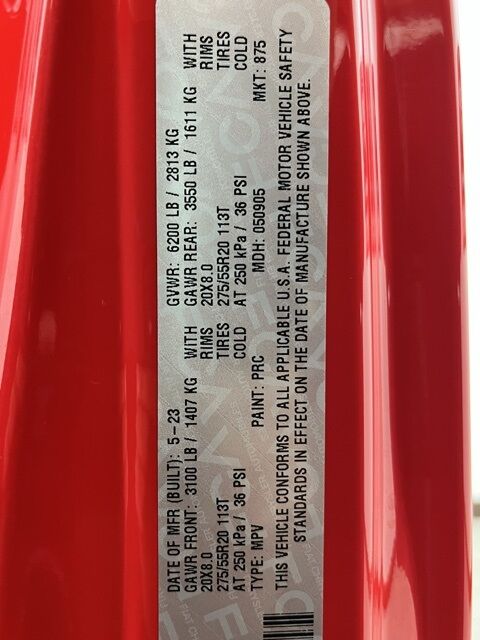 DATE OF MFR (BUILT): 5-23 GVWR: 6200 LB / 2813 KG
GAWR FRONT: 3100 LB / 1407 KG WITH GAWR REAR: 3550 LB / 1611 KG WITH
20X8.0 RIMS 20X8.0 RIMS
275/55R20 113T TIRES 275/55R20 113T TIRES
AT 250 kPa / 36 PSI COLD AT 250 kPa / 36 PSI COLD
TYPE: MPV PAINT: PRC MDH: 050905 MKT: 875
THIS VEHICLE CONFORMS TO ALL APPLICABLE U.S.A. FEDERAL MOTOR VEHICLE SAFETY
STANDARDS IN EFFECT ON THE DATE OF MANUFACTURE SHOWN ABOVE.